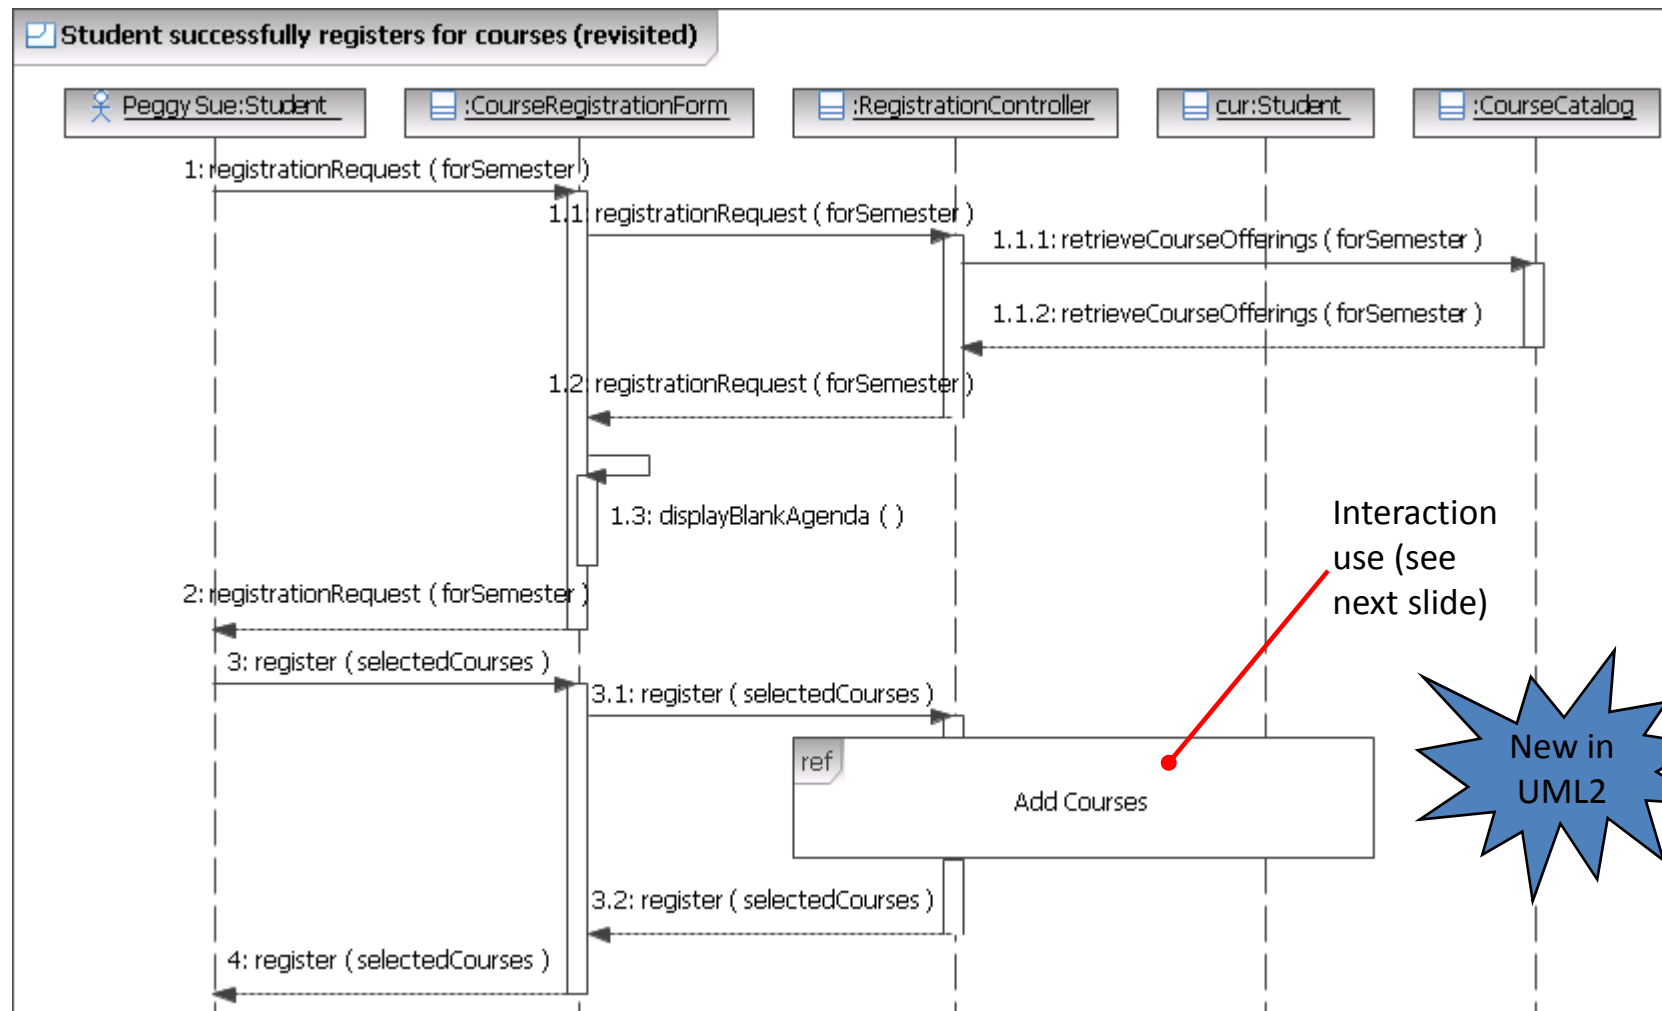 Student successfully registers for courses (revisited)
Peggy Sue:Student
:CourseRegistrationForm
:RegistrationController
cur:Student
:CourseCatalog
1: registrationRequest ( forSemester )
1.1: registrationRequest ( forSemester )
1.1.1: retrieveCourseOfferings ( forSemester )
1.1.2: retrieveCourseOfferings ( forSemester )
1.2: registrationRequest ( forSemester )
1.3: displayBlankAgenda ( )
Interaction
use (see
next slide)
2: registrationRequest ( forSemester )
3: register ( selectedCourses )
3.1: register ( selectedCourses )
ref
Add Courses
New in
UML2
3.2: register ( selectedCourses )
4: register ( selectedCourses )